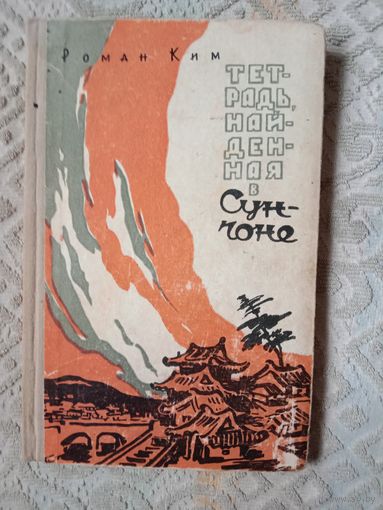 Роман Ким
ТЕТ-
РАДЬ,
НАЙ-
ДЕН-
НАЯ
В
Сун-
чоне